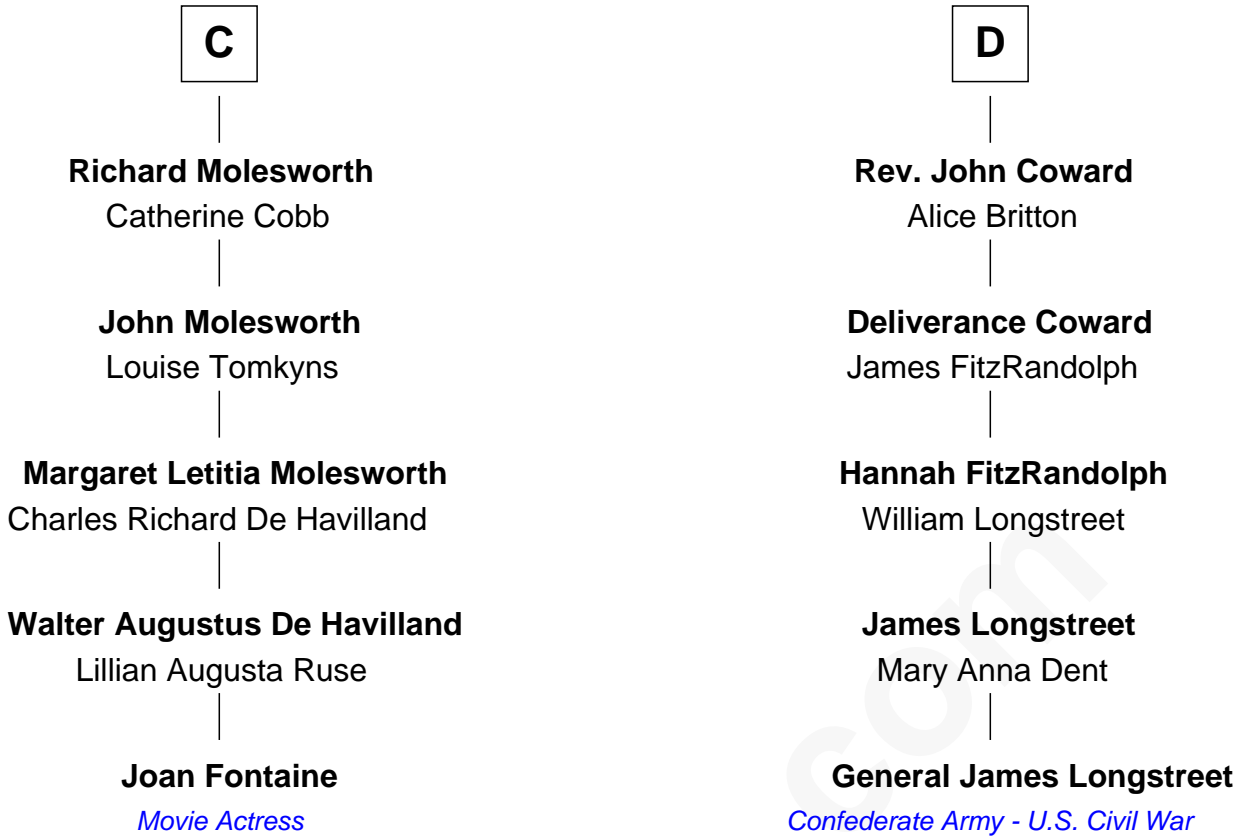 C
Richard Molesworth
Catherine Cobb
John Molesworth
Louise Tomkyns
Margaret Letitia Molesworth
Charles Richard De Havilland
Walter Augustus De Havilland
Lillian Augusta Ruse
Joan Fontaine
Movie Actress
D
Rev. John Coward
Alice Britton
Deliverance Coward
James FitzRandolph
Hannah FitzRandolph
William Longstreet
James Longstreet
Mary Anna Dent
General James Longstreet
Confederate Army - U.S. Civil War
com